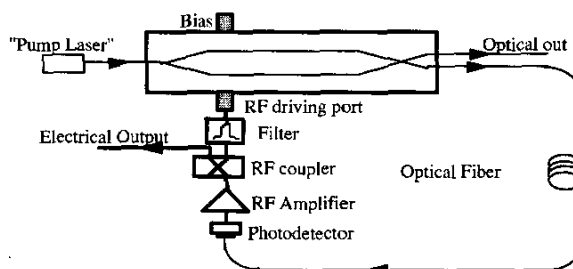 Bias
"Pump Laser"
Optical out
RF driving port
Filter
Electrical Output
RF coupler
Optical Fiber
RF Amplifier
Photodetector